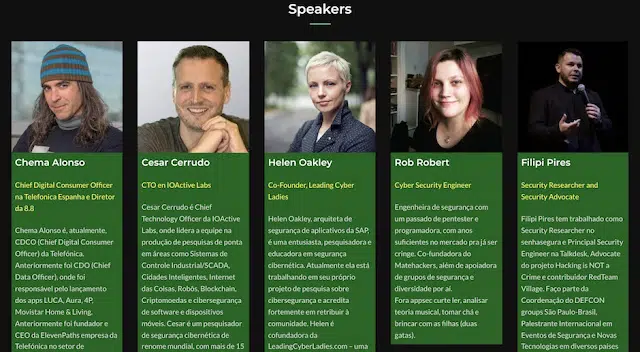 Speakers
Chema Alonso
Chief Digital Consumer Officer
na Telefonica Espanha e Diretor
da 8.8
Chema Alonso é, atualmente,
CDCO (Chief Digital Consumer
Officer) da Telefónica.
Anteriormente foi CDO (Chief
Data Officer), onde foi
responsável pelo lançamento
dos apps LUCA, Aura, 4P,
Movistar Home & Living.
Anteriormente foi fundador e
CEO da ElevenPaths empresa da
Telefónica no setor de
Cesar Cerrudo
CTO en IOActive Labs
Cesar Cerrudo é Chief
Technology Officer da IOActive
Labs, onde lidera a equipe na
produção de pesquisas de ponta
em áreas como Sistemas de
Controle Industrial/SCADA,
Cidades Inteligentes, Internet
das Coisas, Robôs, Blockchain,
Criptomoedas e cibersegurança
de software e dispositivos
móveis. Cesar é um pesquisador
de segurança cibernética de
renome mundial, com mais de 15
Helen Oakley
Co-Founder, Leading Cyber
Ladies
Helen Oakley, arquiteta de
segurança de aplicativos da SAP,
é uma entusiasta, pesquisadora e
educadora em segurança
cibernética. Atualmente ela está
trabalhando em seu próprio
projeto de pesquisa sobre
cibersegurança e acredita
fortemente em retribuir à
comunidade. Helen é
cofundadora do
LeadingCyberLadies.com – uma
Rob Robert
Cyber Security Engineer
Engenheira de segurança com
um passado de pentester e
programadora, com anos
suficientes no mercado pra já ser
cringe. Co-fundadora do
Matehackers, além de apoiadora
de grupos de segurança e
diversidade por aí.
Fora appsec curte ler, analisar
teoria musical, tomar chá e
brincar com as filhas (duas
gatas).
Filipi Pires
Security Researcher and
Security Advocate
Filipi Pires tem trabalhado como
Security Researcher no
senhasegura e Principal Security
Engineer na Talkdesk, Advocate
do projeto Hacking is NOT a
Crime e contribuidor RedTeam
Village. Faço parte da
Coordenação do DEFCON
groups São Paulo-Brasil,
Palestrante Internacional em
Eventos de Segurança e Novas
Tecnologias em diversos países